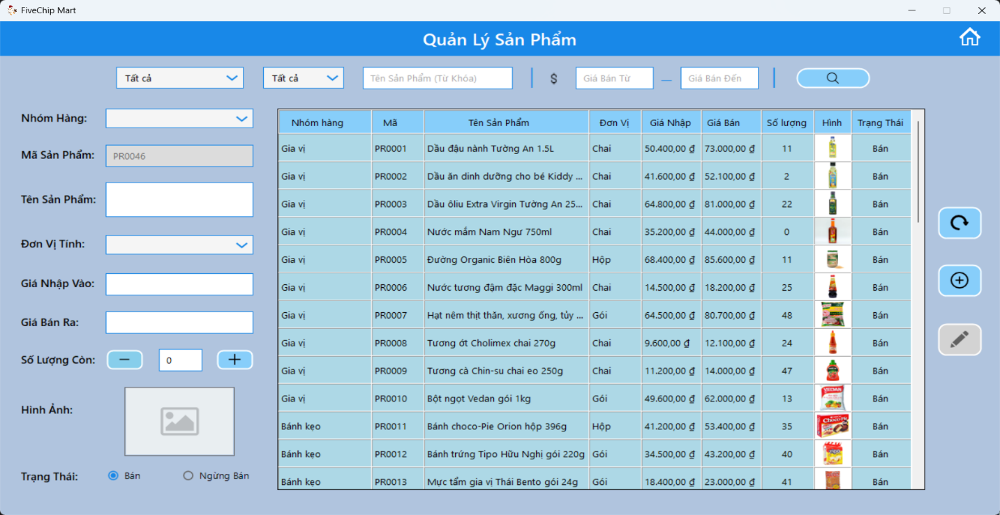 FiveChip Mart
Quản Lý Sản Phẩm
Tất cả Tất cả Tên Sản Phẩm (Từ Khóa) $ Giá Bán Từ — Giá Bán Đến
Nhóm Hàng:
Mã Sản Phẩm: PR0046
Tên Sản Phẩm:
Đơn Vị Tính:
Giá Nhập Vào:
Giá Bán Ra:
Số Lượng Còn: − 0 +
Hình Ảnh:
Trạng Thái: Bán Ngừng Bán
Nhóm hàng Mã Tên Sản Phẩm Đơn Vị Giá Nhập Giá Bán Số lượng Hình Trạng Thái
Gia vị PR0001 Dầu đậu nành Tường An 1.5L Chai 50.400,00 ₫ 73.000,00 ₫ 11 Bán
Gia vị PR0002 Dầu ăn dinh dưỡng cho bé Kiddy ... Chai 41.600,00 ₫ 52.100,00 ₫ 2 Bán
Gia vị PR0003 Dầu ôliu Extra Virgin Tường An 25... Chai 64.800,00 ₫ 81.000,00 ₫ 22 Bán
Gia vị PR0004 Nước mắm Nam Ngư 750ml Chai 35.200,00 ₫ 44.000,00 ₫ 0 Bán
Gia vị PR0005 Đường Organic Biên Hòa 800g Hộp 68.400,00 ₫ 85.600,00 ₫ 11 Bán
Gia vị PR0006 Nước tương đậm đặc Maggi 300ml Chai 14.500,00 ₫ 18.200,00 ₫ 25 Bán
Gia vị PR0007 Hạt nêm thịt thăn, xương ống, tủy ... Gói 64.500,00 ₫ 80.700,00 ₫ 48 Bán
Gia vị PR0008 Tương ớt Cholimex chai 270g Chai 9.600,00 ₫ 12.100,00 ₫ 24 Bán
Gia vị PR0009 Tương cà Chin-su chai eo 250g Chai 11.200,00 ₫ 14.000,00 ₫ 47 Bán
Gia vị PR0010 Bột ngọt Vedan gói 1kg Gói 49.600,00 ₫ 62.000,00 ₫ 13 VEDAN Bán
Bánh kẹo PR0011 Bánh choco-Pie Orion hộp 396g Hộp 41.200,00 ₫ 53.400,00 ₫ 35 ChocoPie Bán
Bánh kẹo PR0012 Bánh trứng Tipo Hữu Nghị gói 220g Gói 34.500,00 ₫ 43.200,00 ₫ 40 Bán
Bánh kẹo PR0013 Mực tẩm gia vị Thái Bento gói 24g Gói 18.400,00 ₫ 23.000,00 ₫ 41 Bán